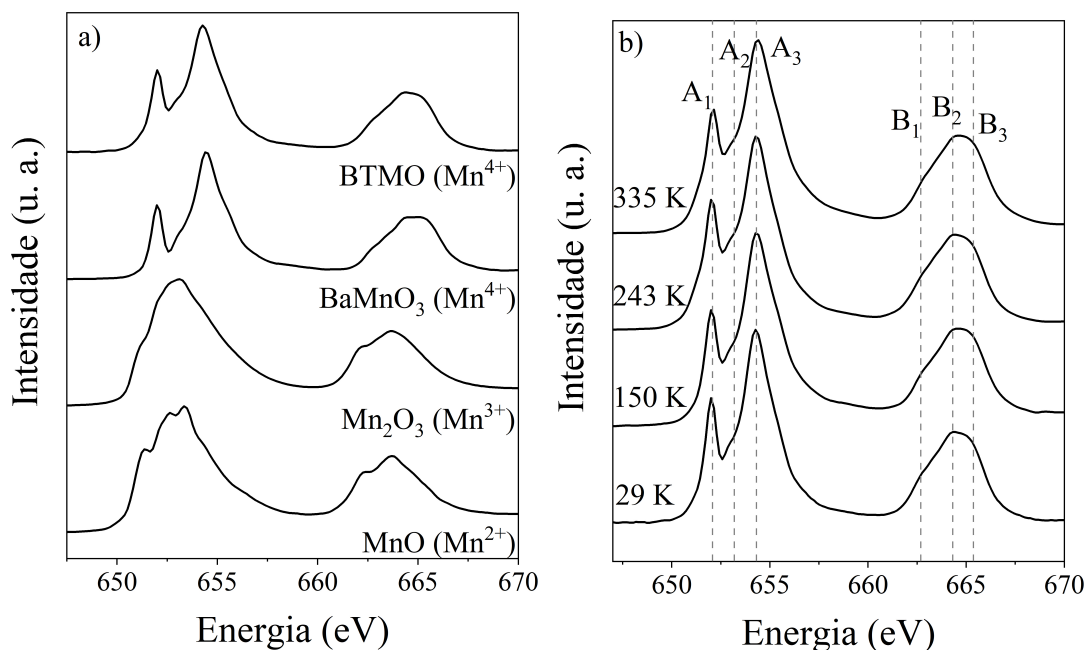 a)
BTMO (Mn⁴⁺)
BaMnO₃ (Mn⁴⁺)
Mn₂O₃ (Mn³⁺)
MnO (Mn²⁺)
Intensidade (u. a.)
650 655 660 665 670
Energia (eV)
b)
A₁ A₂ A₃
B₁ B₂ B₃
335 K
243 K
150 K
29 K
Intensidade (u. a.)
650 655 660 665 670
Energia (eV)